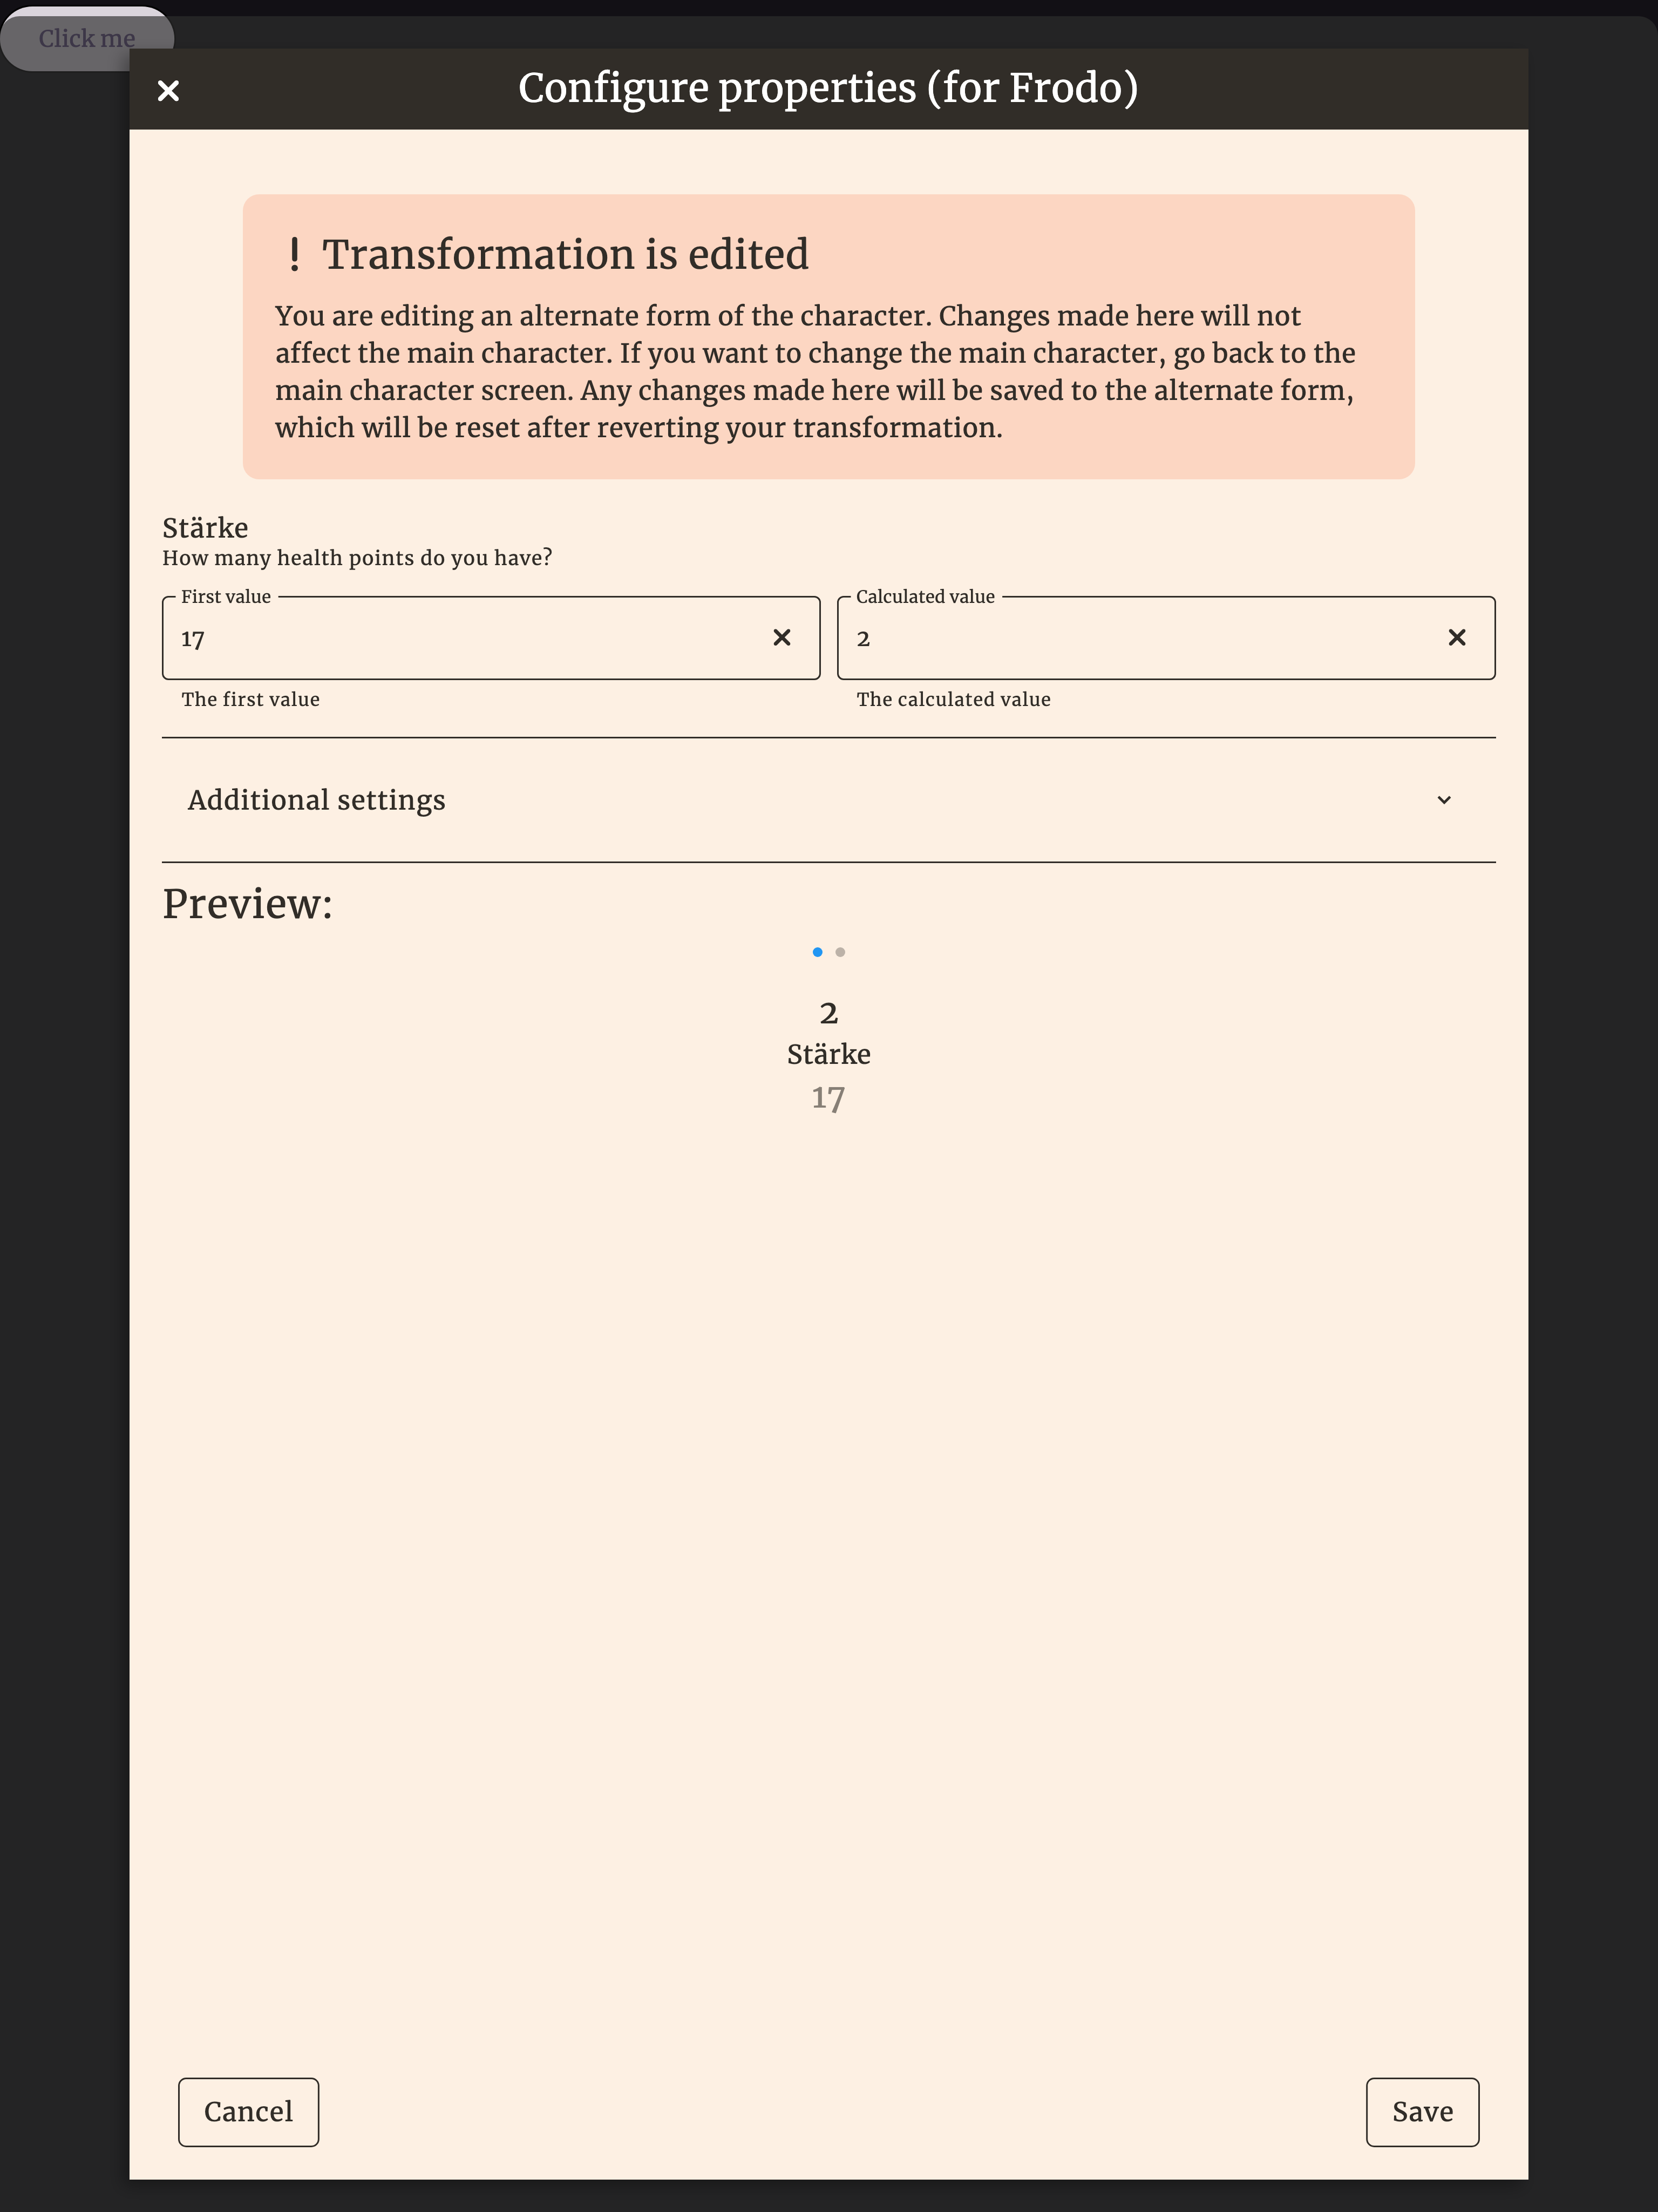 Click me
Configure properties (for Frodo)
! Transformation is edited
You are editing an alternate form of the character. Changes made here will not
affect the main character. If you want to change the main character, go back to the
main character screen. Any changes made here will be saved to the alternate form,
which will be reset after reverting your transformation.
Stärke
How many health points do you have?
First value
17
The first value
Calculated value
2
The calculated value
Additional settings
Preview:
2
Stärke
17
Cancel
Save